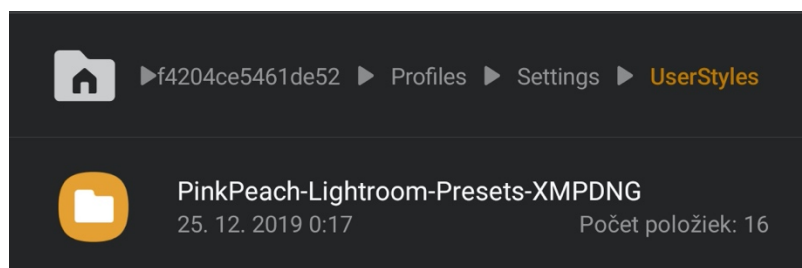 f4204ce5461de52 Profiles Settings UserStyles
PinkPeach-Lightroom-Presets-XMPDNG
25. 12. 2019 0:17 Počet položiek: 16